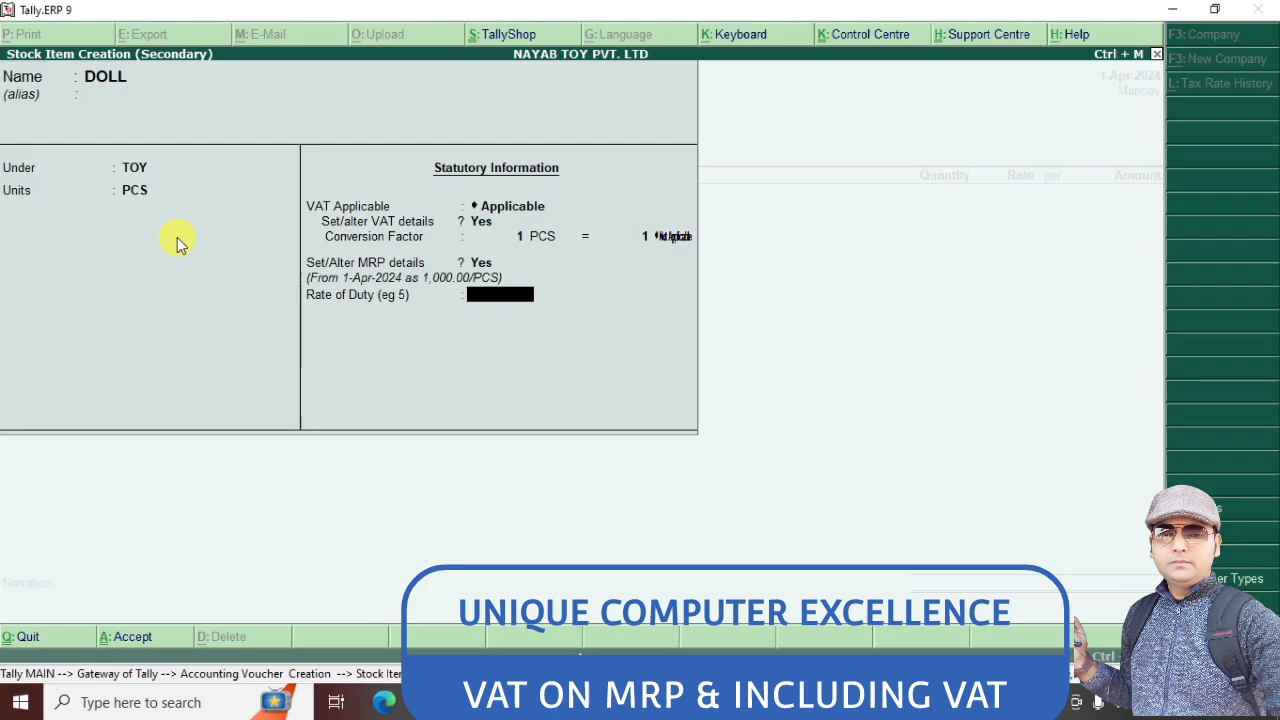 Tally.ERP 9
P: Print E: Export M: E-Mail O: Upload S: TallyShop G: Language K: Keyboard K: Control Centre H: Support Centre H: Help F3: Company
Stock Item Creation (Secondary) NAYAB TOY PVT. LTD Ctrl + M
F3: New Company
L: Tax Rate History
Name : DOLL
(alias) :
1-Apr-2024
Monday
Under : TOY
Units : PCS
Statutory Information
VAT Applicable : ♦ Applicable
Set/alter VAT details ? Yes
Conversion Factor : 1 PCS = 1
Set/Alter MRP details ? Yes
(From 1-Apr-2024 as 1,000.00/PCS)
Rate of Duty (eg 5) :
Quantity Rate per Amount
Narration
er Types
Q: Quit A: Accept D: Delete
Ctrl +
Tally MAIN --> Gateway of Tally --> Accounting Voucher Creation --> Stock Ite
UNIQUE COMPUTER EXCELLENCE
VAT ON MRP & INCLUDING VAT
Type here to search